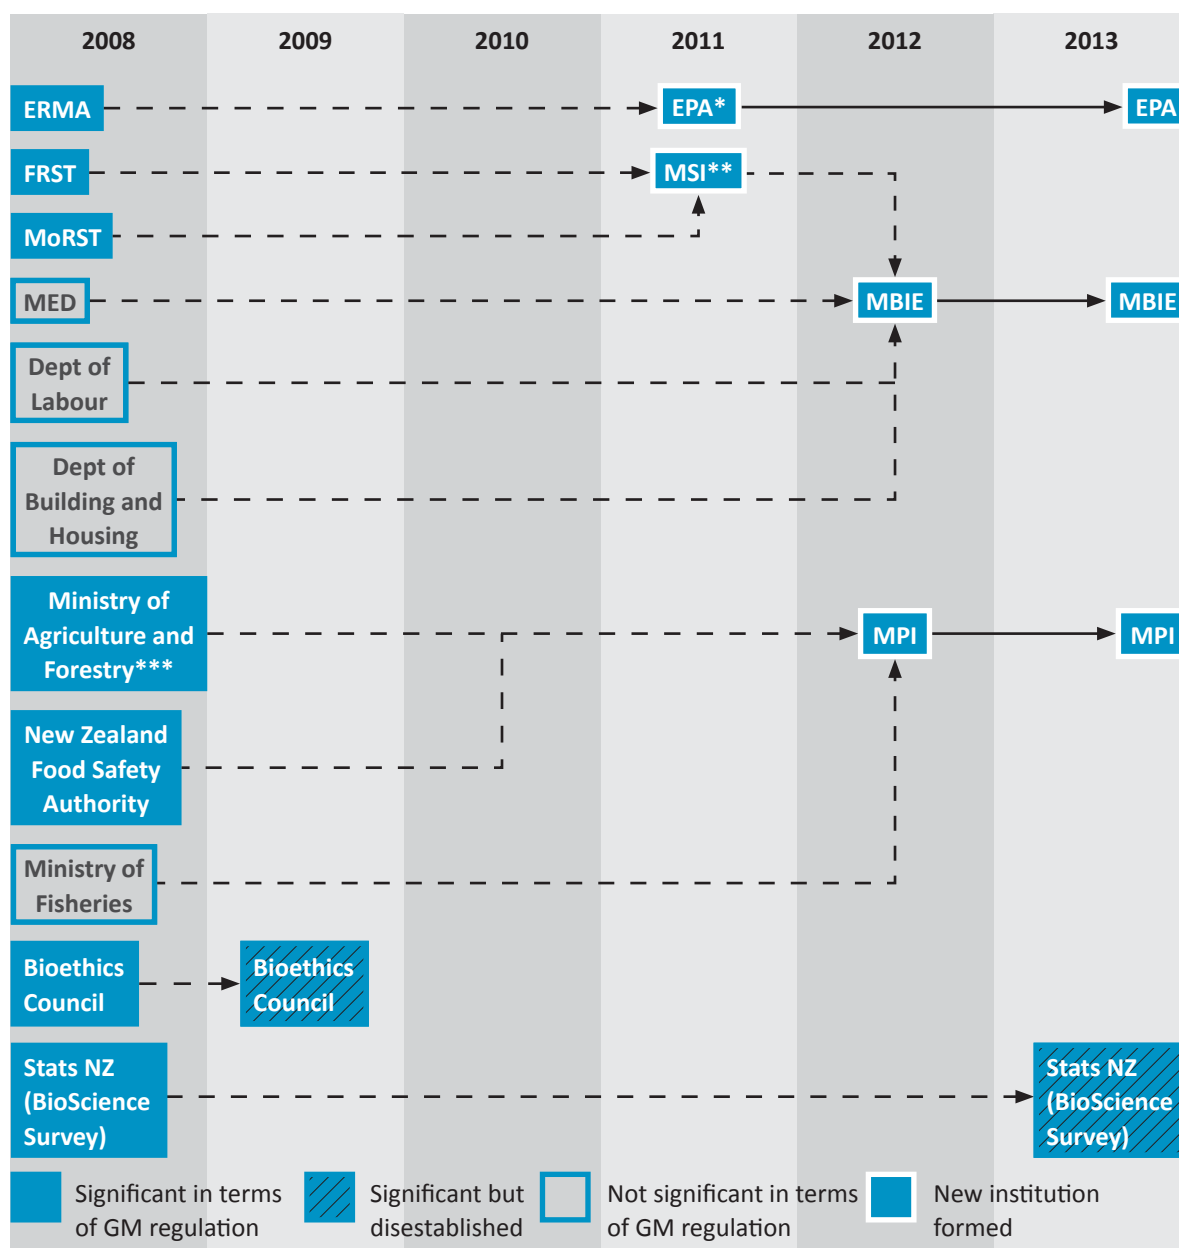 2008 2009 2010 2011 2012 2013
ERMA EPA* EPA
FRST MSI**
MoRST
MED MBIE MBIE
Dept of
Labour
Dept of
Building and
Housing
Ministry of
Agriculture and
Forestry***
MPI MPI
New Zealand
Food Safety
Authority
Ministry of
Fisheries
Bioethics
Council
Bioethics
Council
Stats NZ
(BioScience
Survey)
Stats NZ
(BioScience
Survey)
Significant in terms
of GM regulation
Significant but
disestablished
Not significant in terms
of GM regulation
New institution
formed